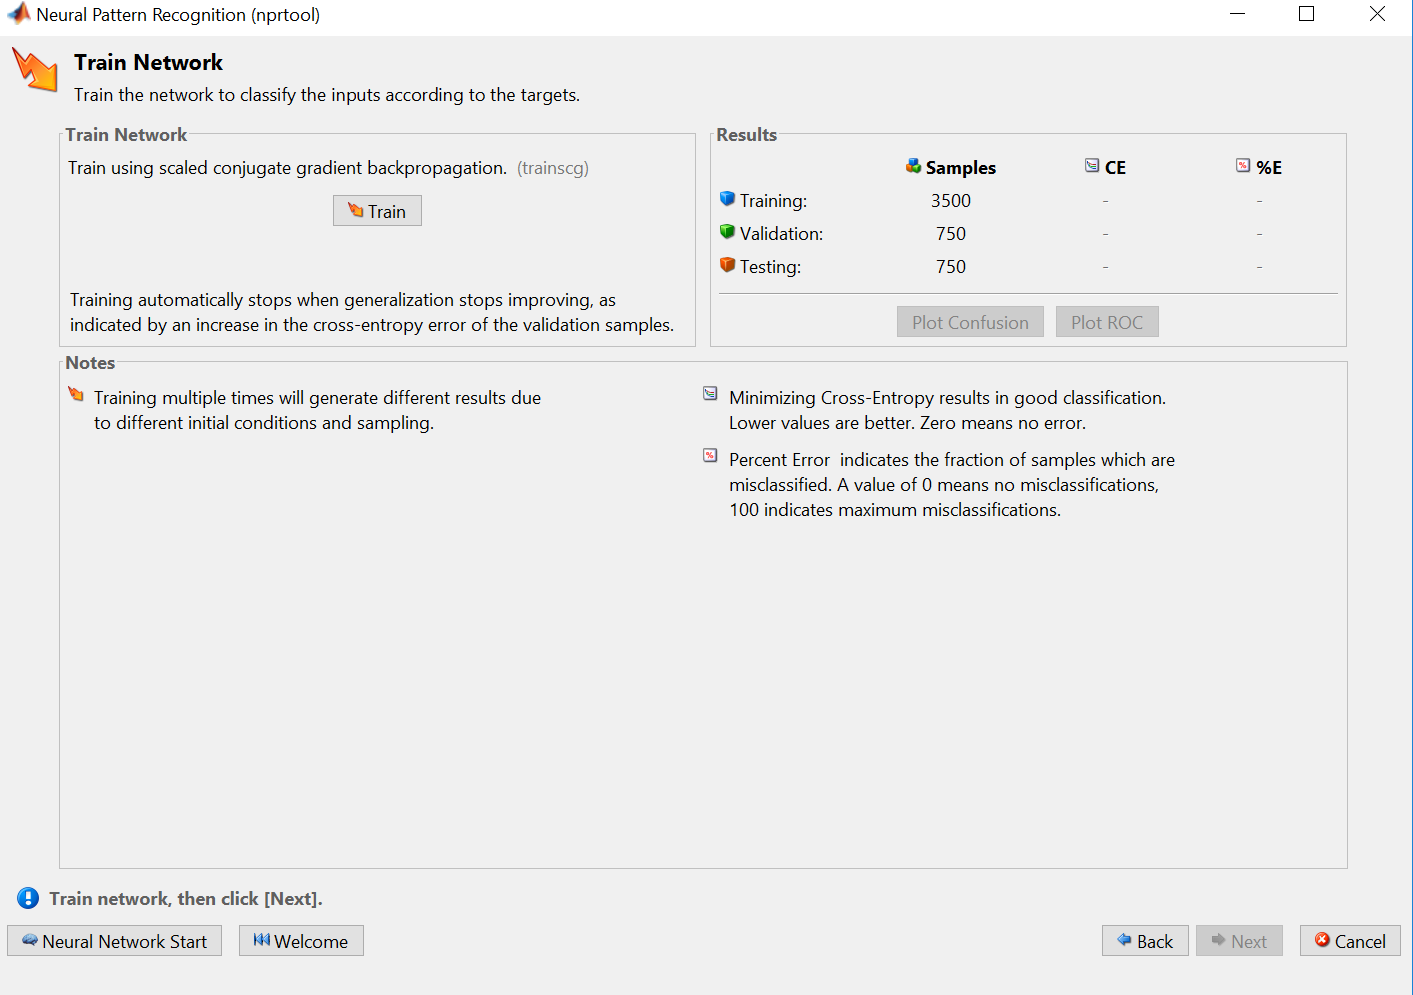 Neural Pattern Recognition (nprtool)
Train Network
Train the network to classify the inputs according to the targets.
Train Network
Train using scaled conjugate gradient backpropagation. (trainscg)
Train
Training automatically stops when generalization stops improving, as
indicated by an increase in the cross-entropy error of the validation samples.
Results
Samples CE %E
Training: 3500 - -
Validation: 750 - -
Testing: 750 - -
Plot Confusion Plot ROC
Notes
Training multiple times will generate different results due
to different initial conditions and sampling.
Minimizing Cross-Entropy results in good classification.
Lower values are better. Zero means no error.
% Percent Error indicates the fraction of samples which are
misclassified. A value of 0 means no misclassifications,
100 indicates maximum misclassifications.
Train network, then click [Next].
Neural Network Start Welcome Back Next Cancel